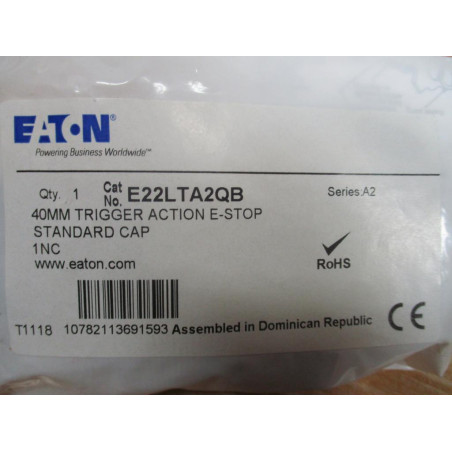 EATON
Powering Business Worldwide™
Qty. 1 Cat No. E22LTA2QB Series:A2
40MM TRIGGER ACTION E-STOP
STANDARD CAP
1NC
www.eaton.com
RoHS
T1118 10782113691593 Assembled in Dominican Republic CE